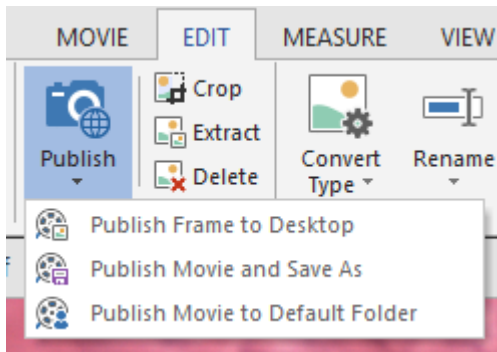 MOVIE EDIT MEASURE VIEW
Publish
Crop
Extract
Delete
Convert
Type
Rename
Publish Frame to Desktop
Publish Movie and Save As
Publish Movie to Default Folder